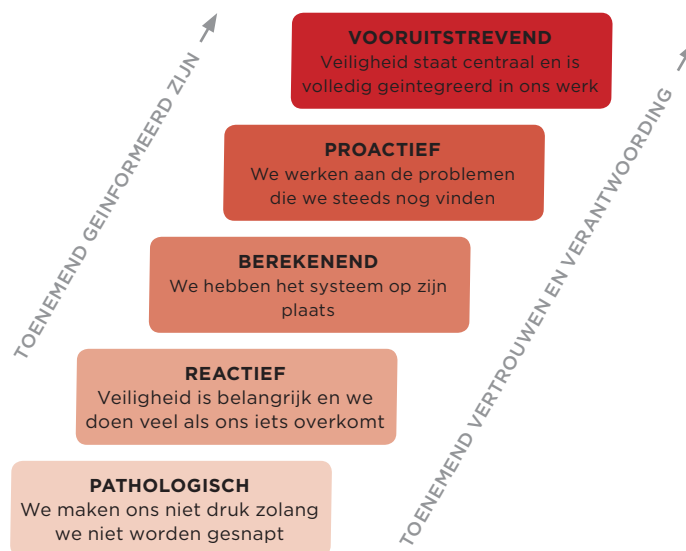 VOORUITSTREVEND
Veiligheid staat centraal en is
volledig geintegreerd in ons werk
PROACTIEF
We werken aan de problemen
die we steeds nog vinden
BEREKENEND
We hebben het systeem op zijn
plaats
REACTIEF
Veiligheid is belangrijk en we
doen veel als ons iets overkomt
PATHOLOGISCH
We maken ons niet druk zolang
we niet worden gesnapt
TOENEMEND GEINFORMEERD ZIJN
TOENEMEND VERTROUWEN EN VERANTWOORDING